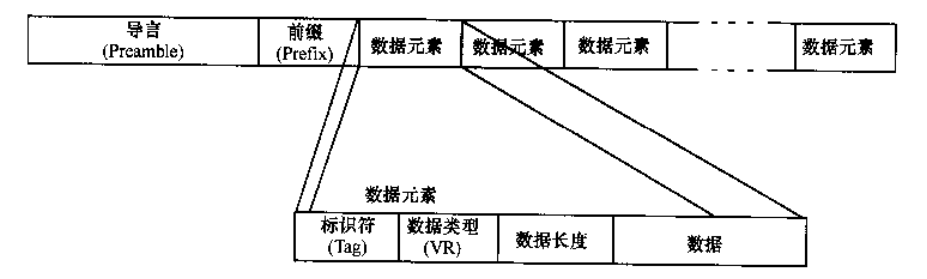 导言
(Preamble)
前缀
(Prefix)
数据元素
数据元素
数据元素
数据元素
数据元素
标识符
(Tag)
数据类型
(VR)
数据长度
数据